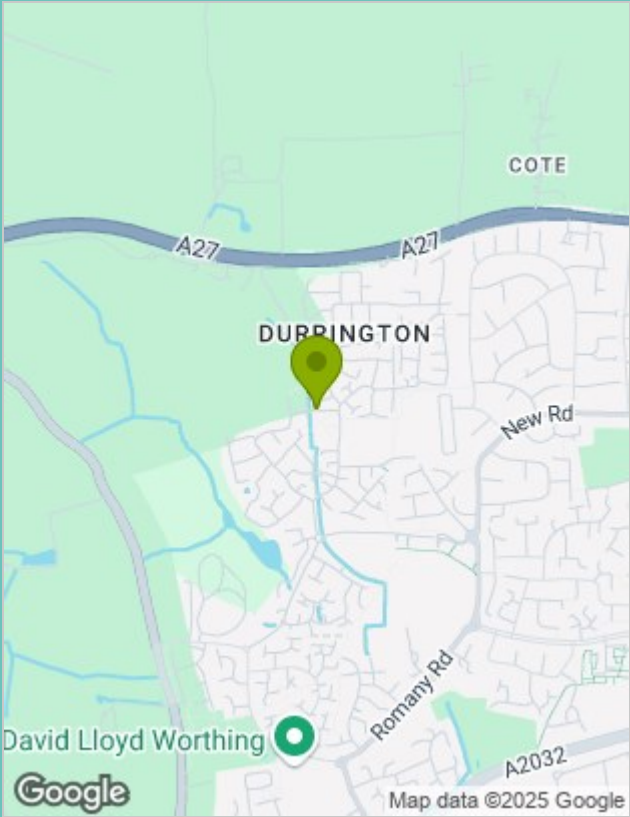 COTE
A27
A27
DURRINGTON
New Rd
Romany Rd
David Lloyd Worthing
A2032
Google
Map data ©2025 Google